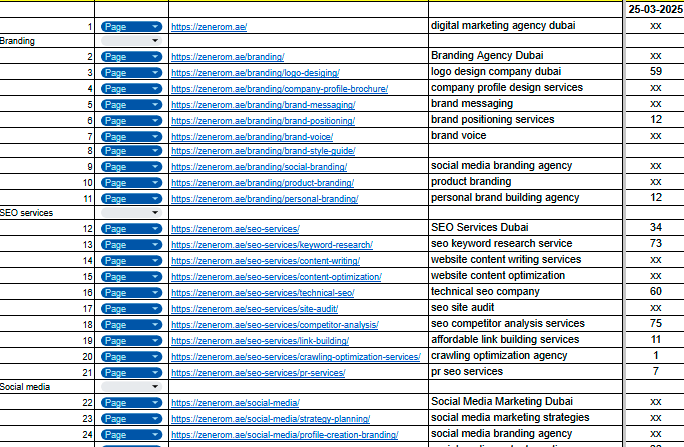 25-03-2025
1 Page https://zenerom.ae/ digital marketing agency dubai xx
Branding
2 Page https://zenerom.ae/branding/ Branding Agency Dubai xx
3 Page https://zenerom.ae/branding/logo-desiging/ logo design company dubai 59
4 Page https://zenerom.ae/branding/company-profile-brochure/ company profile design services xx
5 Page https://zenerom.ae/branding/brand-messaging/ brand messaging xx
6 Page https://zenerom.ae/branding/brand-positioning/ brand positioning services 12
7 Page https://zenerom.ae/branding/brand-voice/ brand voice xx
8 Page https://zenerom.ae/branding/brand-style-guide/
9 Page https://zenerom.ae/branding/social-branding/ social media branding agency xx
10 Page https://zenerom.ae/branding/product-branding/ product branding xx
11 Page https://zenerom.ae/branding/personal-branding/ personal brand building agency 12
SEO services
12 Page https://zenerom.ae/seo-services/ SEO Services Dubai 34
13 Page https://zenerom.ae/seo-services/keyword-research/ seo keyword research service 73
14 Page https://zenerom.ae/seo-services/content-writing/ website content writing services xx
15 Page https://zenerom.ae/seo-services/content-optimization/ website content optimization xx
16 Page https://zenerom.ae/seo-services/technical-seo/ technical seo company 60
17 Page https://zenerom.ae/seo-services/site-audit/ seo site audit xx
18 Page https://zenerom.ae/seo-services/competitor-analysis/ seo competitor analysis services 75
19 Page https://zenerom.ae/seo-services/link-building/ affordable link building services 11
20 Page https://zenerom.ae/seo-services/crawling-optimization-services/ crawling optimization agency 1
21 Page https://zenerom.ae/seo-services/pr-services/ pr seo services 7
Social media
22 Page https://zenerom.ae/social-media/ Social Media Marketing Dubai xx
23 Page https://zenerom.ae/social-media/strategy-planning/ social media marketing strategies xx
24 Page https://zenerom.ae/social-media/profile-creation-branding/ social media branding agency xx